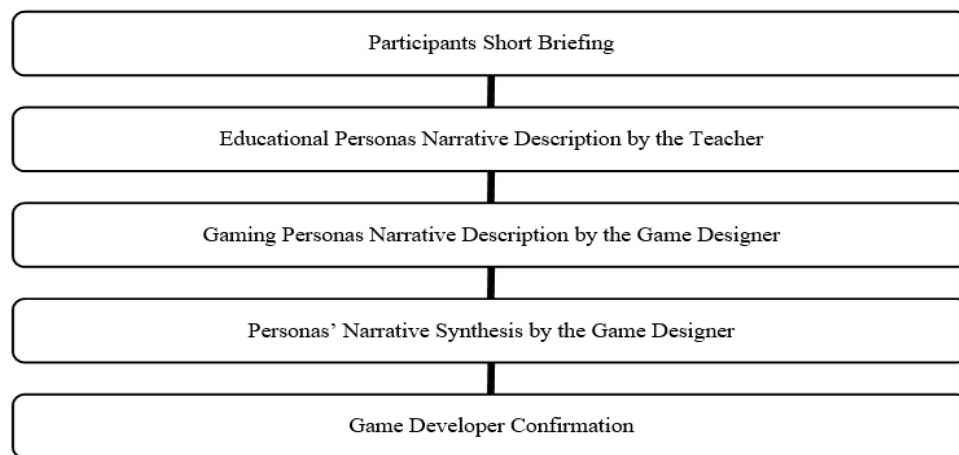 Participants Short Briefing
Educational Personas Narrative Description by the Teacher
Gaming Personas Narrative Description by the Game Designer
Personas’ Narrative Synthesis by the Game Designer
Game Developer Confirmation